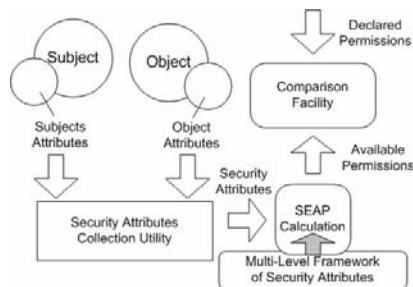 Subject
Object
Declared
Permissions
Comparison
Facility
Subjects
Attributes
Object
Attributes
Available
Permissions
Security
Attributes
Security Attributes
Collection Utility
SEAP
Calculation
Multi-Level Framework
of Security Attributes